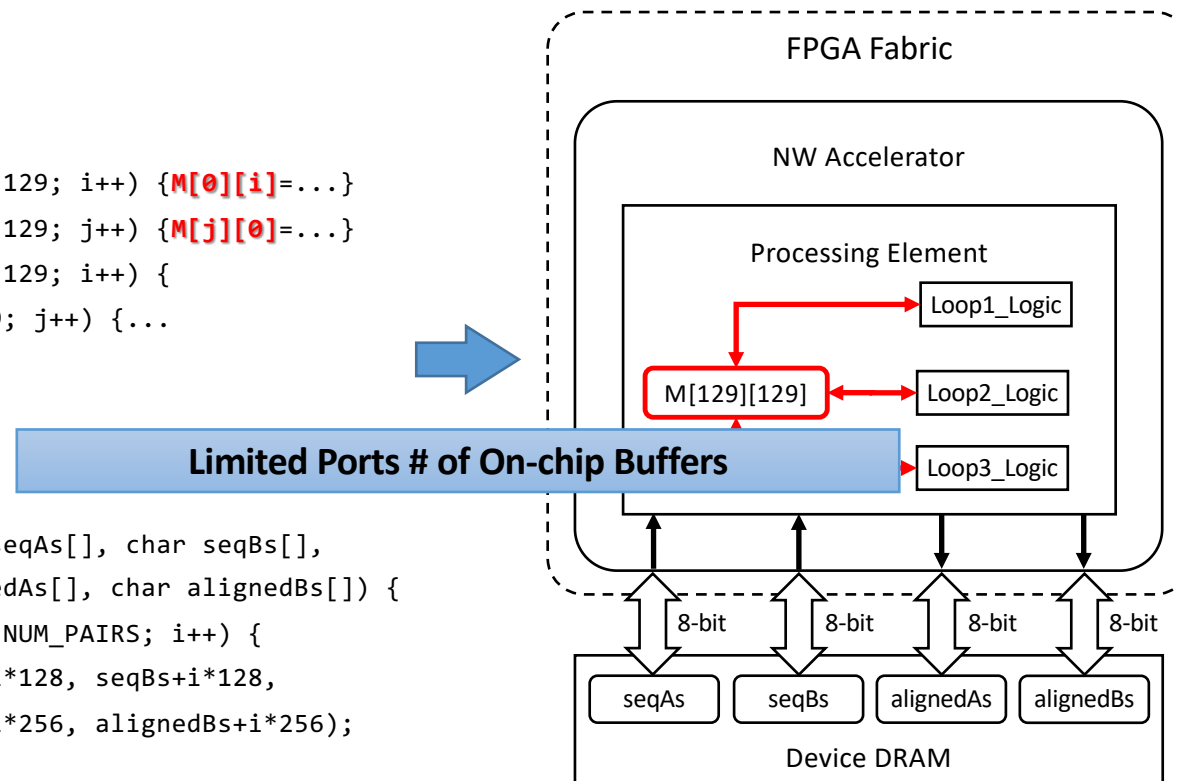 129; i++) {M[0][i]=...}
129; j++) {M[j][0]=...}
129; i++) {
; j++) {...
Limited Ports # of On-chip Buffers
seqAs[], char seqBs[],
edAs[], char alignedBs[]) {
NUM_PAIRS; i++) {
*128, seqBs+i*128,
*256, alignedBs+i*256);
FPGA Fabric
NW Accelerator
Processing Element
Loop1_Logic
M[129][129]
Loop2_Logic
Loop3_Logic
8-bit
8-bit
8-bit
8-bit
seqAs
seqBs
alignedAs
alignedBs
Device DRAM